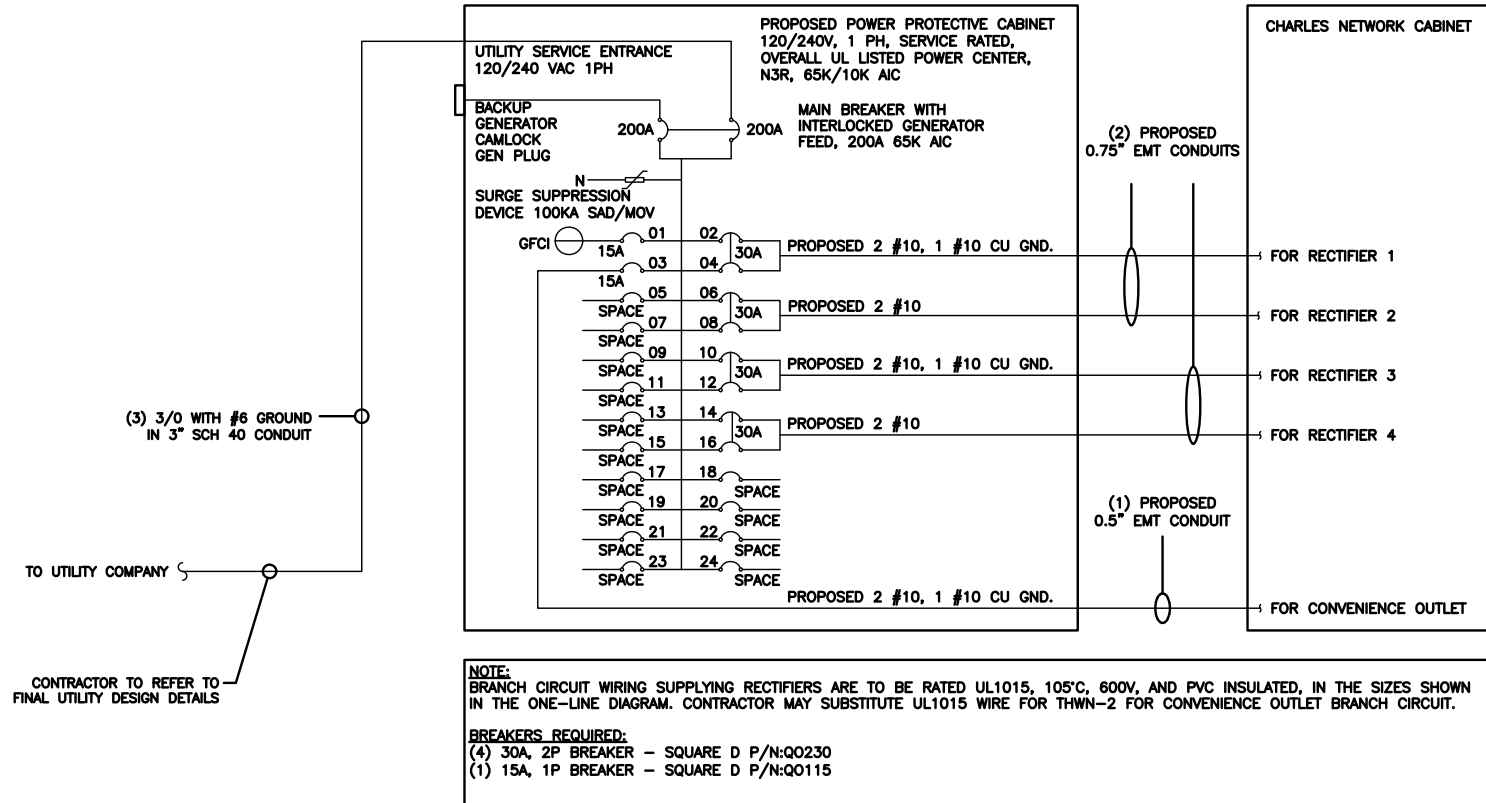 UTILITY SERVICE ENTRANCE
120/240 VAC 1PH
PROPOSED POWER PROTECTIVE CABINET
120/240V, 1 PH, SERVICE RATED,
OVERALL UL LISTED POWER CENTER,
N3R, 65K/10K AIC
CHARLES NETWORK CABINET
BACKUP
GENERATOR
CAMLOCK
GEN PLUG
200A
200A
MAIN BREAKER WITH
INTERLOCKED GENERATOR
FEED, 200A 65K AIC
(2) PROPOSED
0.75" EMT CONDUITS
N
SURGE SUPPRESSION
DEVICE 100KA SAD/MOV
GFCI
15A
01
02
30A
PROPOSED 2 #10, 1 #10 CU GND.
FOR RECTIFIER 1
15A
03
04
SPACE
05
06
30A
PROPOSED 2 #10
FOR RECTIFIER 2
SPACE
07
08
SPACE
09
10
30A
PROPOSED 2 #10, 1 #10 CU GND.
FOR RECTIFIER 3
SPACE
11
12
SPACE
13
14
30A
PROPOSED 2 #10
FOR RECTIFIER 4
SPACE
15
16
SPACE
17
18
SPACE
SPACE
19
20
SPACE
SPACE
21
22
SPACE
SPACE
23
24
SPACE
(3) 3/0 WITH #6 GROUND
IN 3" SCH 40 CONDUIT
(1) PROPOSED
0.5" EMT CONDUIT
TO UTILITY COMPANY
PROPOSED 2 #10, 1 #10 CU GND.
FOR CONVENIENCE OUTLET
CONTRACTOR TO REFER TO
FINAL UTILITY DESIGN DETAILS
NOTE:
BRANCH CIRCUIT WIRING SUPPLYING RECTIFIERS ARE TO BE RATED UL1015, 105°C, 600V, AND PVC INSULATED, IN THE SIZES SHOWN
IN THE ONE-LINE DIAGRAM. CONTRACTOR MAY SUBSTITUTE UL1015 WIRE FOR THWN-2 FOR CONVENIENCE OUTLET BRANCH CIRCUIT.
BREAKERS REQUIRED:
(4) 30A, 2P BREAKER - SQUARE D P/N:QO230
(1) 15A, 1P BREAKER - SQUARE D P/N:QO115